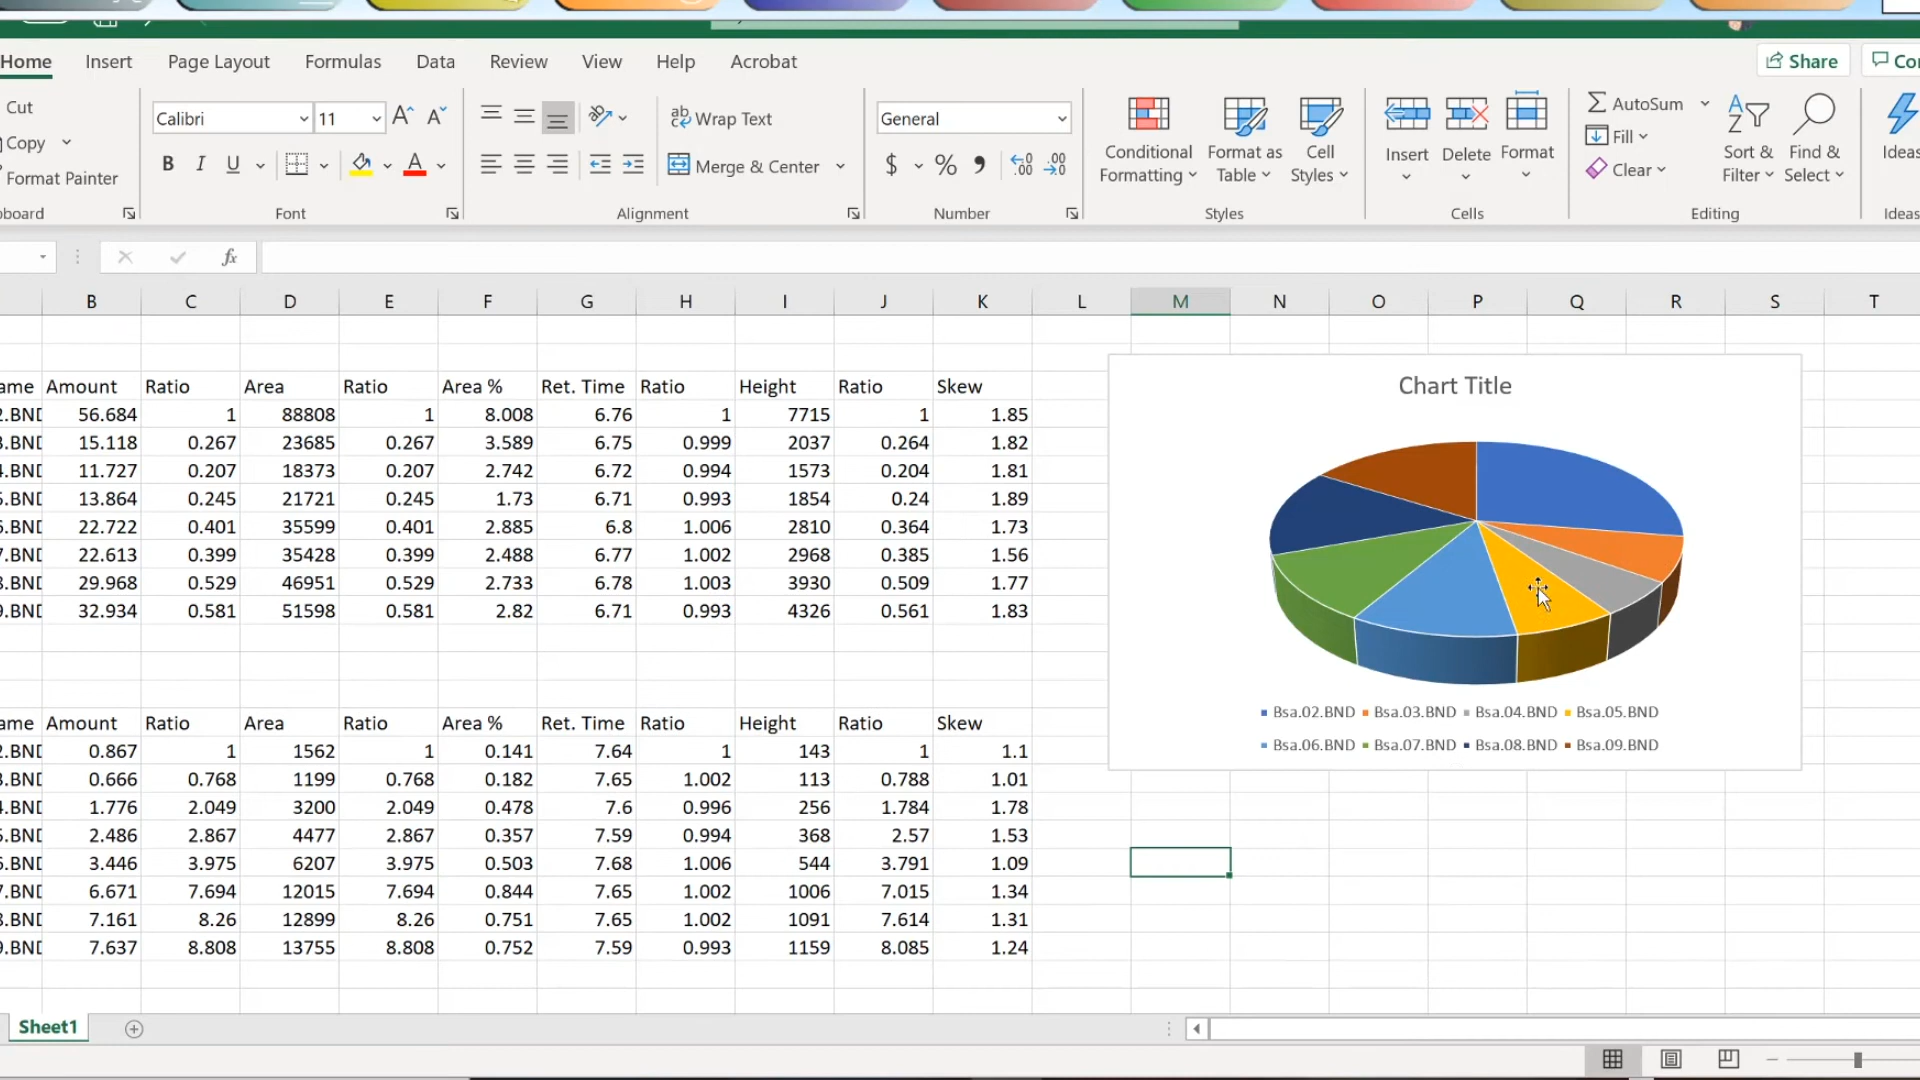 Home Insert Page Layout Formulas Data Review View Help Acrobat Share
Cut
Copy
Format Painter
Calibri 11
B I U A
ab Wrap Text
Merge & Center
General
$ % 9 .00 .00
Conditional Formatting
Format as Table
Cell Styles
Insert Delete Format
AutoSum
Fill
Clear
Sort & Filter
Find & Select
Ideas
Font Alignment Number Styles Cells Editing Ideas
fx
B C D E F G H I J K L M N O P Q R S T
Amount Ratio Area Ratio Area % Ret. Time Ratio Height Ratio Skew
56.684 1 88808 1 8.008 6.76 1 7715 1 1.85
15.118 0.267 23685 0.267 3.589 6.75 0.999 2037 0.264 1.82
11.727 0.207 18373 0.207 2.742 6.72 0.994 1573 0.204 1.81
13.864 0.245 21721 0.245 1.73 6.71 0.993 1854 0.24 1.89
22.722 0.401 35599 0.401 2.885 6.8 1.006 2810 0.364 1.73
22.613 0.399 35428 0.399 2.488 6.77 1.002 2968 0.385 1.56
29.968 0.529 46951 0.529 2.733 6.78 1.003 3930 0.509 1.77
32.934 0.581 51598 0.581 2.82 6.71 0.993 4326 0.561 1.83
Amount Ratio Area Ratio Area % Ret. Time Ratio Height Ratio Skew
0.867 1 1562 1 0.141 7.64 1 143 1 1.1
0.666 0.768 1199 0.768 0.182 7.65 1.002 113 0.788 1.01
1.776 2.049 3200 2.049 0.478 7.6 0.996 256 1.784 1.78
2.486 2.867 4477 2.867 0.357 7.59 0.994 368 2.57 1.53
3.446 3.975 6207 3.975 0.503 7.68 1.006 544 3.791 1.09
6.671 7.694 12015 7.694 0.844 7.65 1.002 1006 7.015 1.34
7.161 8.26 12899 8.26 0.751 7.65 1.002 1091 7.614 1.31
7.637 8.808 13755 8.808 0.752 7.59 0.993 1159 8.085 1.24
Chart Title
Bsa.02.BND Bsa.03.BND Bsa.04.BND Bsa.05.BND
Bsa.06.BND Bsa.07.BND Bsa.08.BND Bsa.09.BND
Sheet1